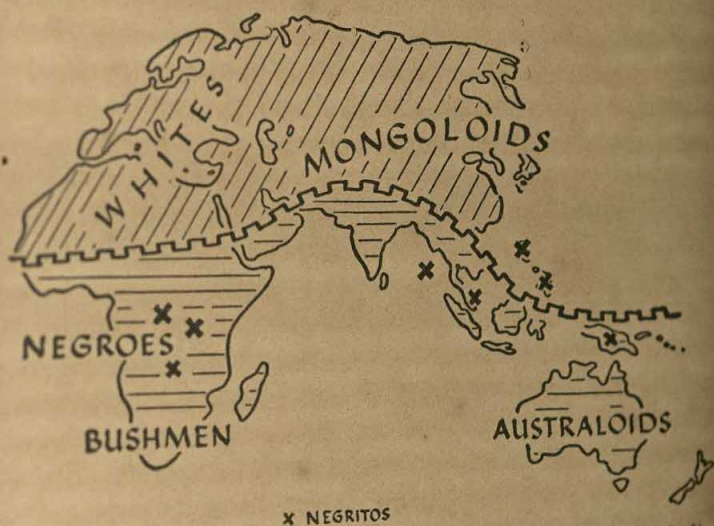 WHITES
MONGOLOIDS
NEGROES
BUSHMEN
AUSTRALOIDS
x NEGRITOS